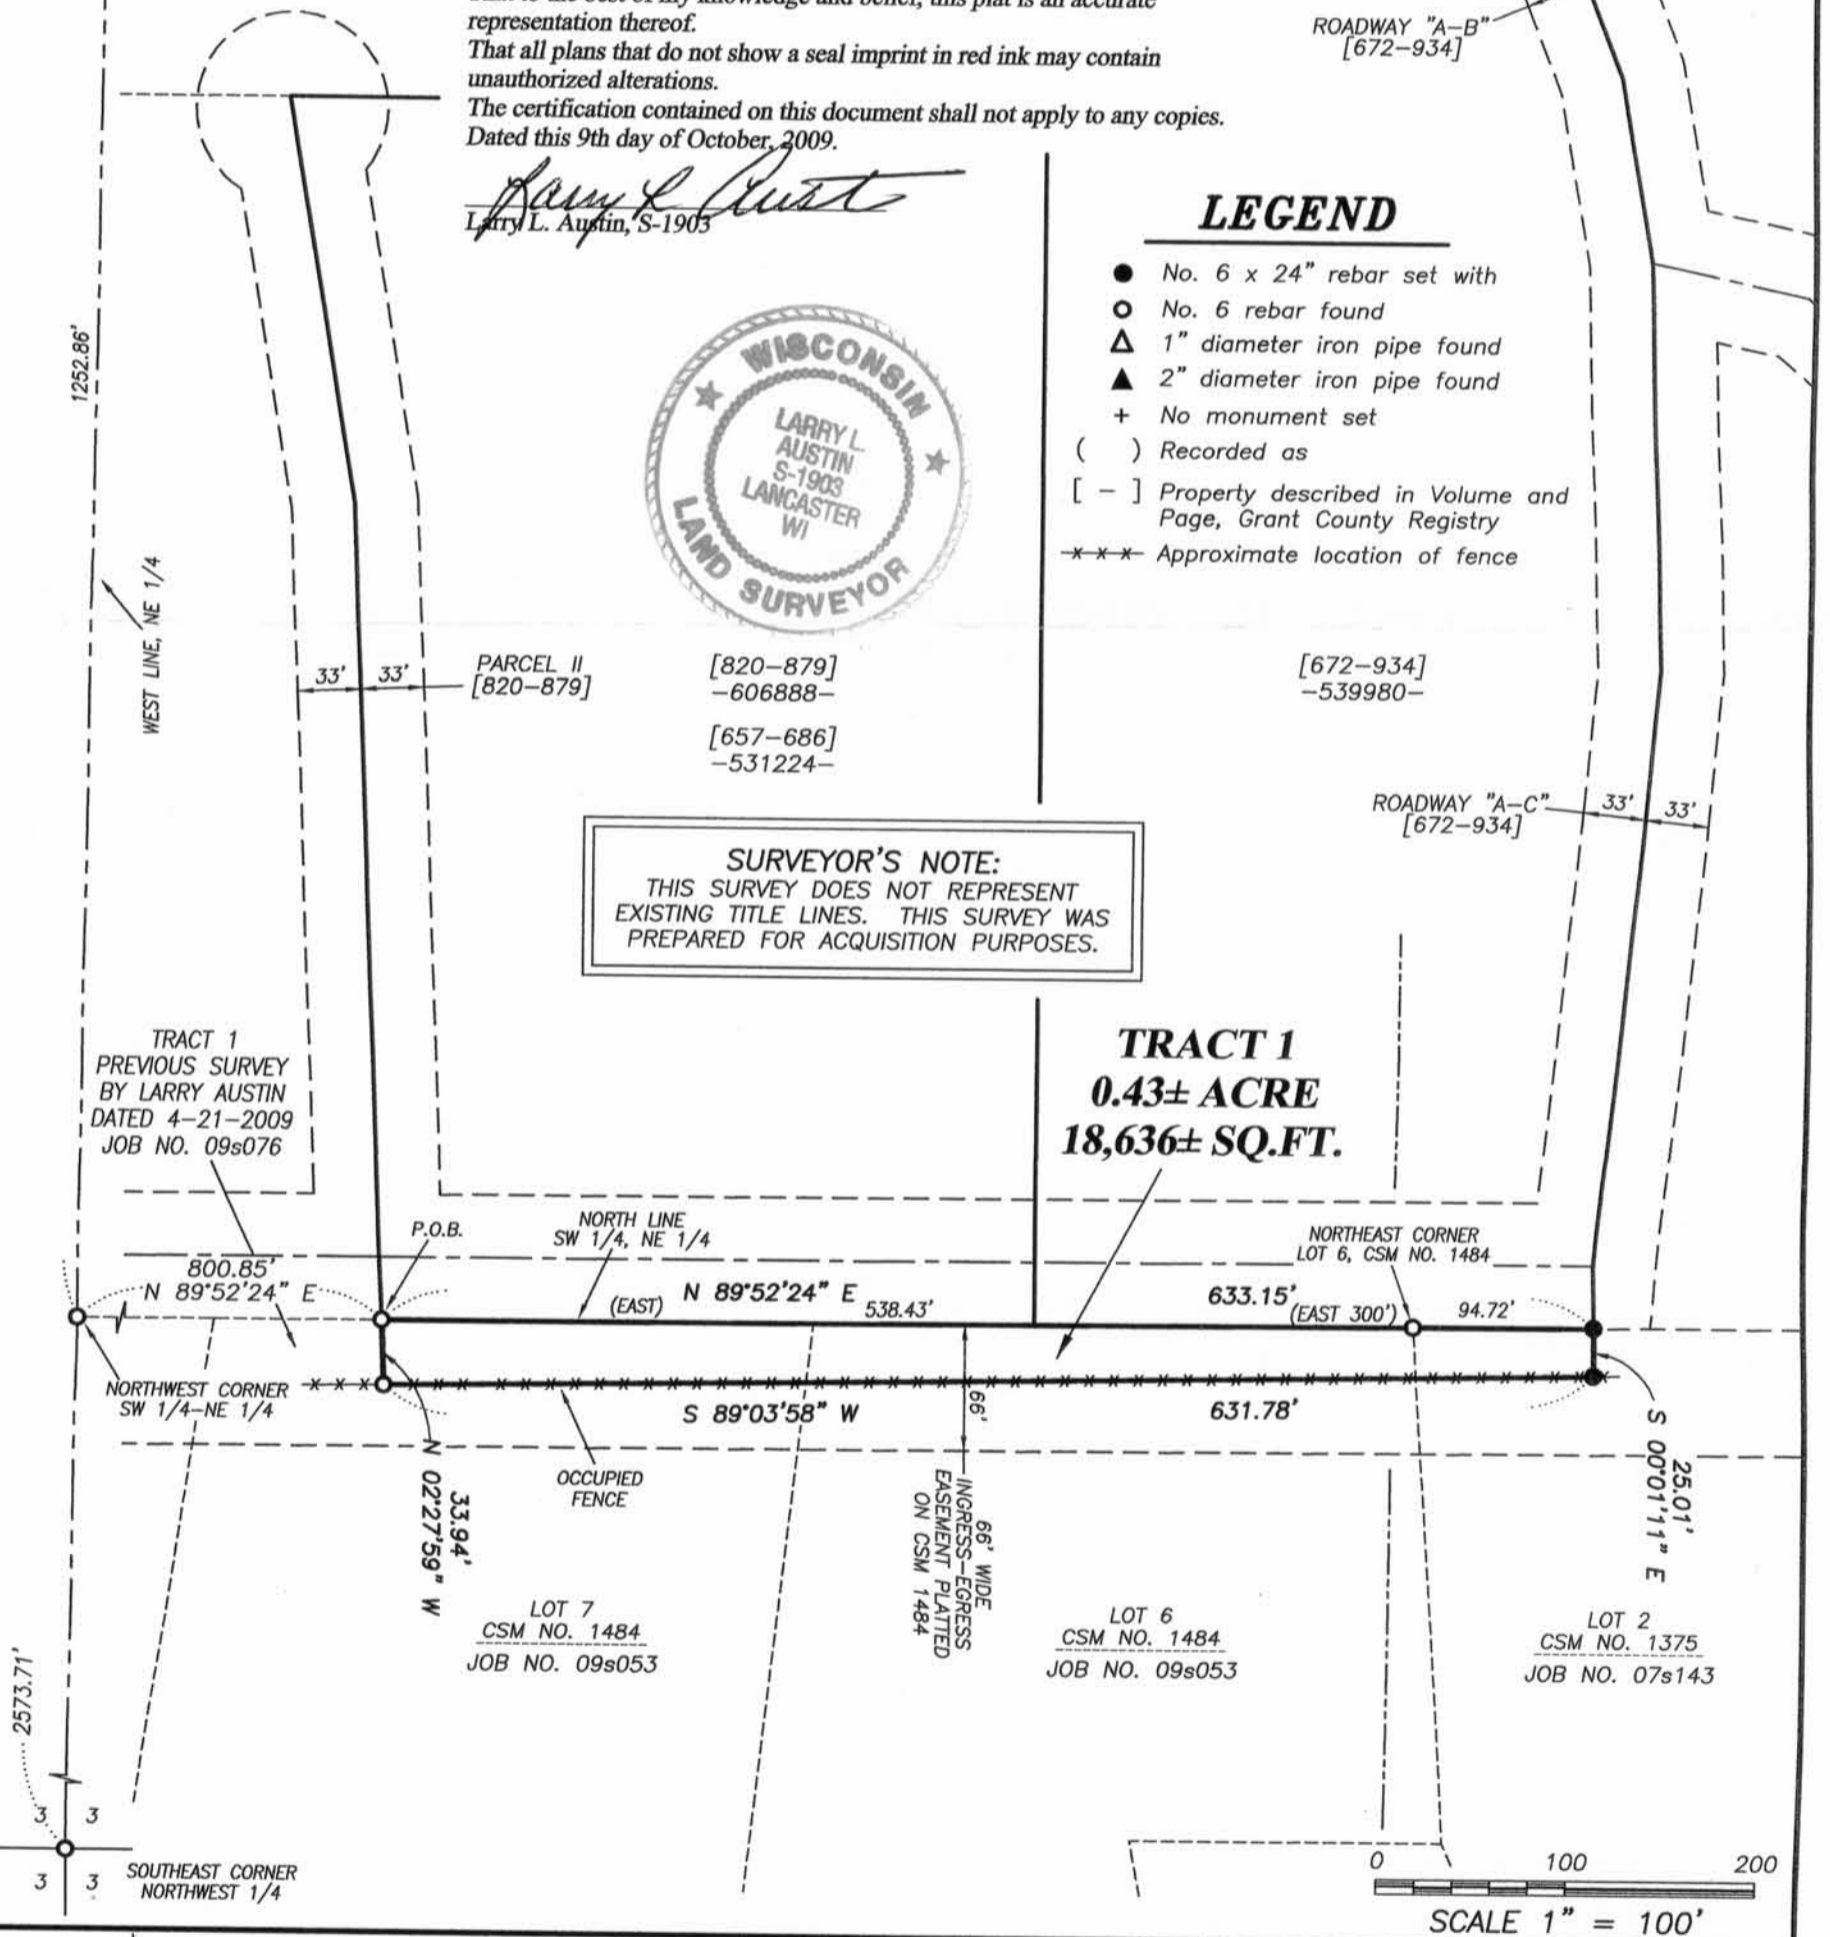 representation thereof.
That all plans that do not show a seal imprint in red ink may contain
unauthorized alterations.
The certification contained on this document shall not apply to any copies.
Dated this 9th day of October, 2009.
Larry L. Austin, S-1903
ROADWAY "A-B"
[672-934]
LEGEND
No. 6 x 24" rebar set with
No. 6 rebar found
1" diameter iron pipe found
2" diameter iron pipe found
+ No monument set
( ) Recorded as
[ - ] Property described in Volume and
Page, Grant County Registry
-x-x-x- Approximate location of fence
WISCONSIN
LARRY L.
AUSTIN
S-1903
LANCASTER
WI
LAND SURVEYOR
1252.86'
WEST LINE, NE 1/4
33'
33'
PARCEL II
[820-879]
[820-879]
-606888-
[657-686]
-531224-
[672-934]
-539980-
ROADWAY "A-C"
[672-934]
33'
33'
SURVEYOR'S NOTE:
THIS SURVEY DOES NOT REPRESENT
EXISTING TITLE LINES. THIS SURVEY WAS
PREPARED FOR ACQUISITION PURPOSES.
TRACT 1
PREVIOUS SURVEY
BY LARRY AUSTIN
DATED 4-21-2009
JOB NO. 09s076
TRACT 1
0.43± ACRE
18,636± SQ.FT.
P.O.B.
NORTH LINE
SW 1/4, NE 1/4
NORTHEAST CORNER
LOT 6, CSM NO. 1484
800.85'
N 89°52'24" E
(EAST) N 89°52'24" E
538.43'
633.15'
(EAST 300')
94.72'
NORTHWEST CORNER
SW 1/4-NE 1/4
S 89°03'58" W
66'
631.78'
OCCUPIED
FENCE
33.94'
N 02°27'59" W
66' WIDE
INGRESS-EGRESS
EASEMENT PLATTED
ON CSM 1484
25.01'
S 00°01'11" E
LOT 7
CSM NO. 1484
JOB NO. 09s053
LOT 6
CSM NO. 1484
JOB NO. 09s053
LOT 2
CSM NO. 1375
JOB NO. 07s143
2573.71'
3 3
3 3
SOUTHEAST CORNER
NORTHWEST 1/4
0 100 200
SCALE 1" = 100'